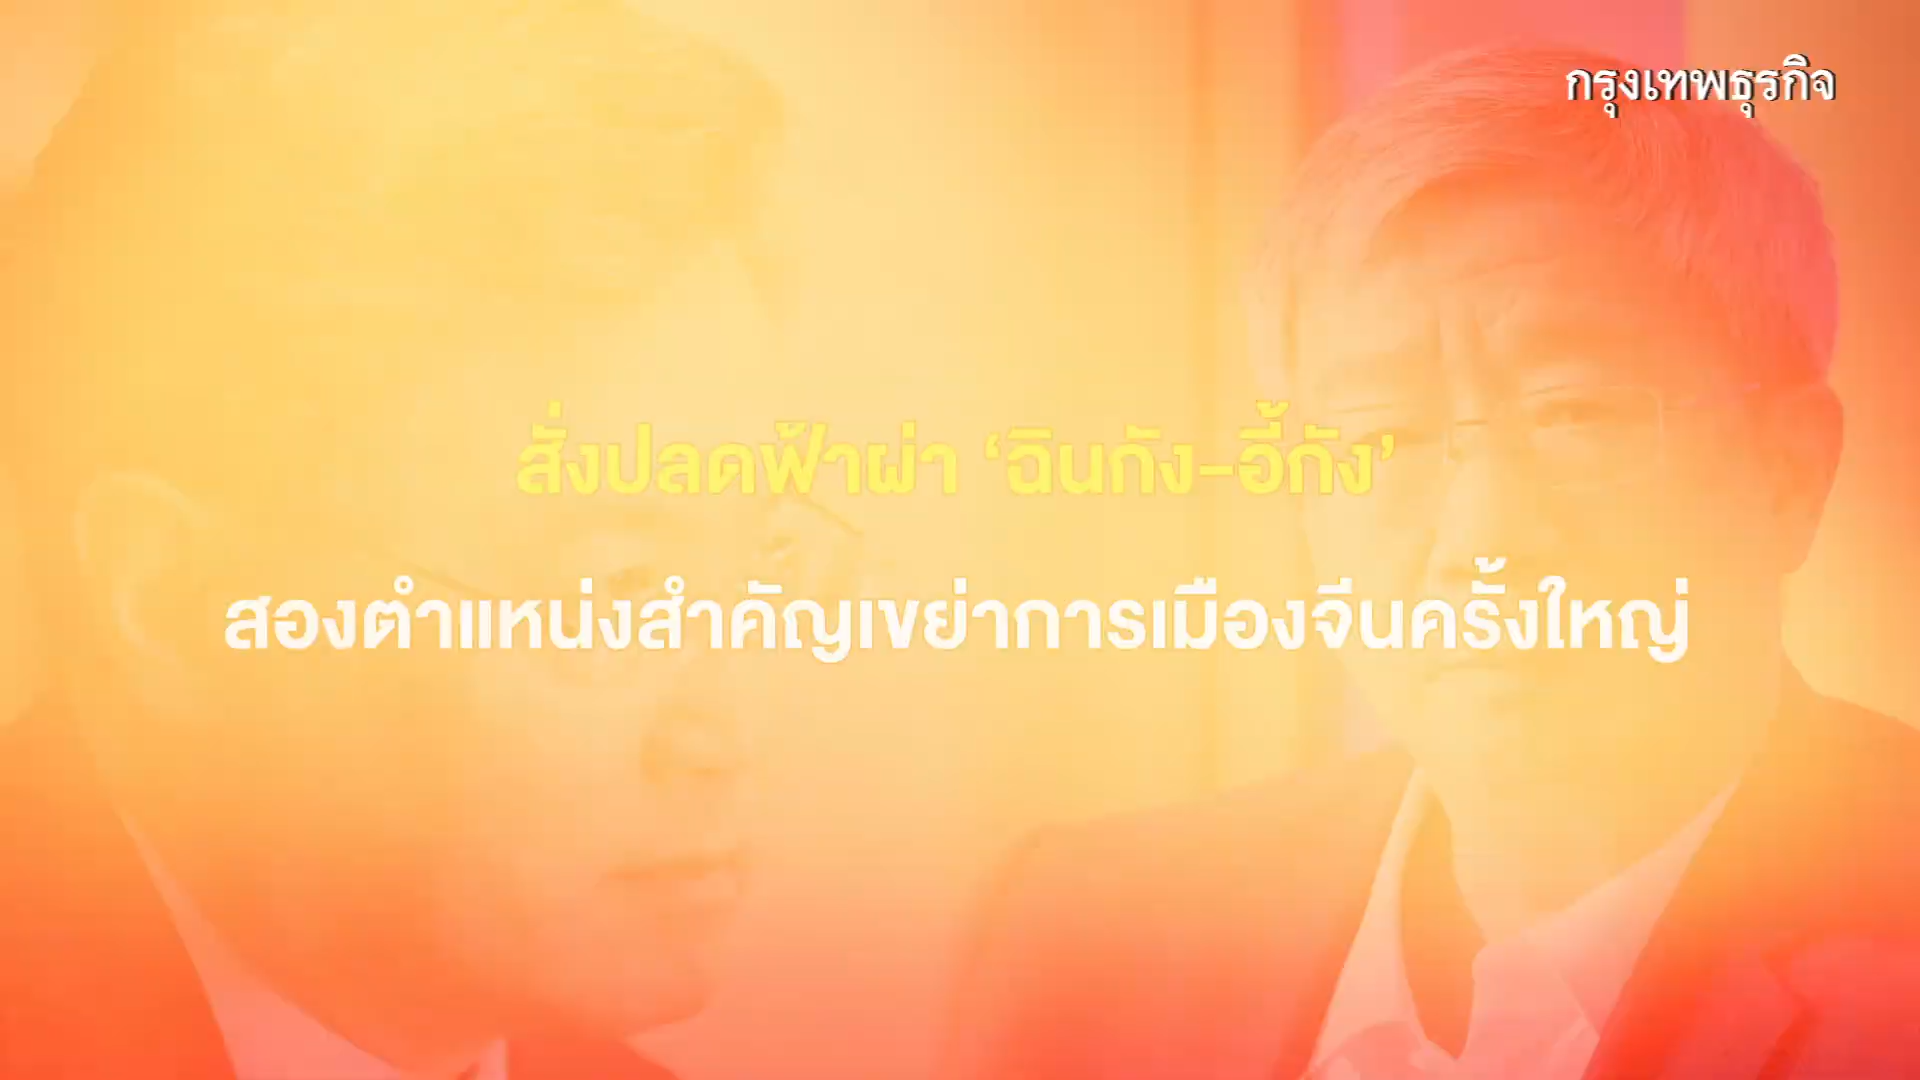 กรุงเทพธุรกิจ
สั่งปลดฟ้าผ่า ‘ฉินกัง-อี้กัง’
สองตำแหน่งสำคัญเขย่าการเมืองจีนครั้งใหญ่